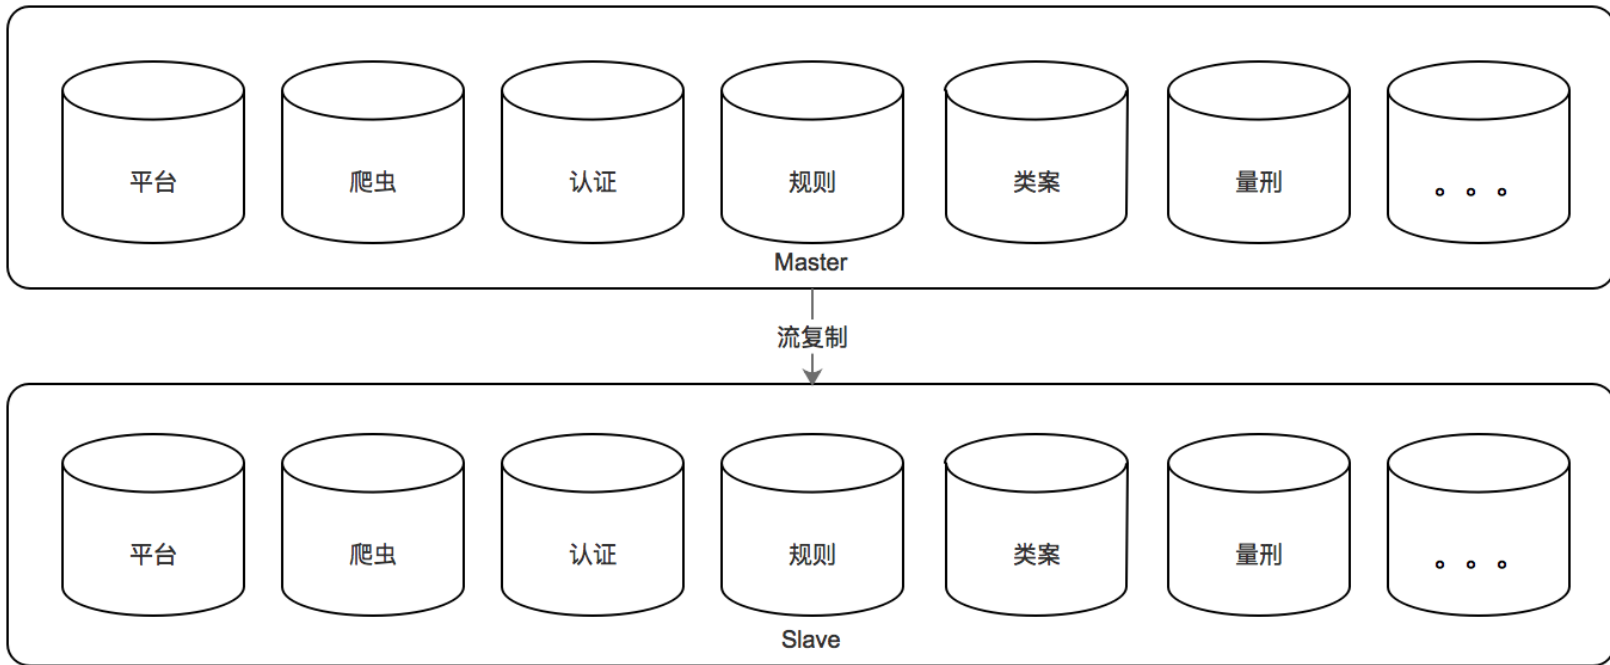 平台 爬虫 认证 规则 类案 量刑 。。。
Master
流复制
平台 爬虫 认证 规则 类案 量刑 。。。
Slave